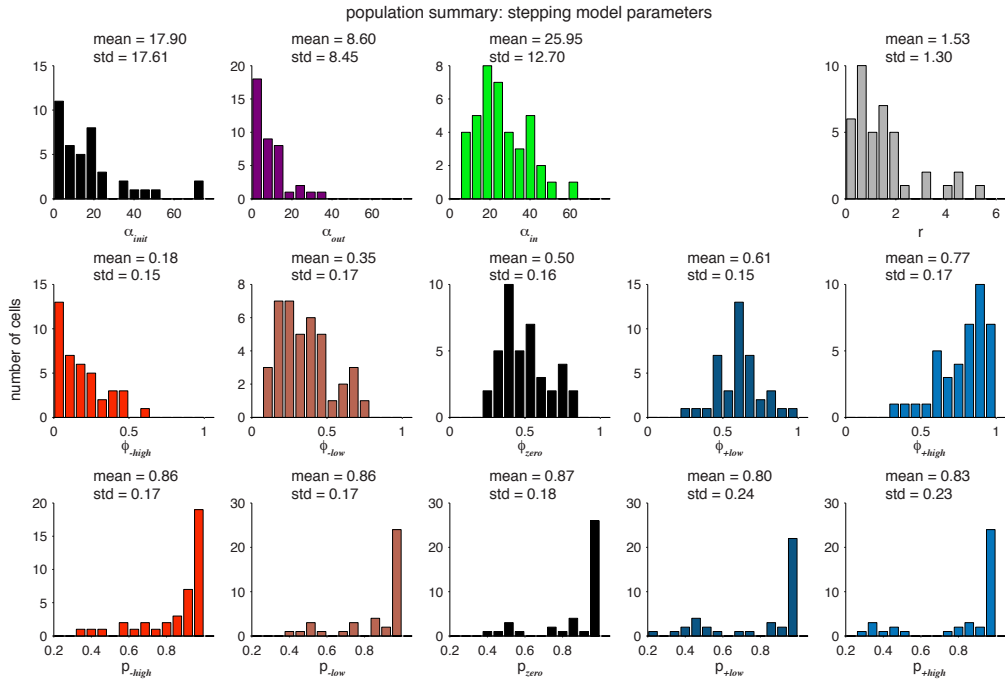 population summary: stepping model parameters
mean = 17.90
std = 17.61
15
10
5
0
0 20 40 60
α_init
mean = 8.60
std = 8.45
20
15
10
5
0
0 20 40 60
α_out
mean = 25.95
std = 12.70
8
6
4
2
0
0 20 40 60
α_in
mean = 1.53
std = 1.30
10
5
0
0 2 4 6
r
number of cells
mean = 0.18
std = 0.15
15
10
5
0
0 0.5 1
ϕ_-high
mean = 0.35
std = 0.17
8
6
4
2
0
0 0.5 1
ϕ_-low
mean = 0.50
std = 0.16
10
5
0
0 0.5 1
ϕ_zero
mean = 0.61
std = 0.15
15
10
5
0
0 0.5 1
ϕ_+low
mean = 0.77
std = 0.17
10
5
0
0 0.5 1
ϕ_+high
mean = 0.86
std = 0.17
20
15
10
5
0
0.2 0.4 0.6 0.8
p_-high
mean = 0.86
std = 0.17
30
20
10
0
0.2 0.4 0.6 0.8
p_-low
mean = 0.87
std = 0.18
30
20
10
0
0.2 0.4 0.6 0.8
p_zero
mean = 0.80
std = 0.24
30
20
10
0
0.2 0.4 0.6 0.8
p_+low
mean = 0.83
std = 0.23
30
20
10
0
0.2 0.4 0.6 0.8
p_+high